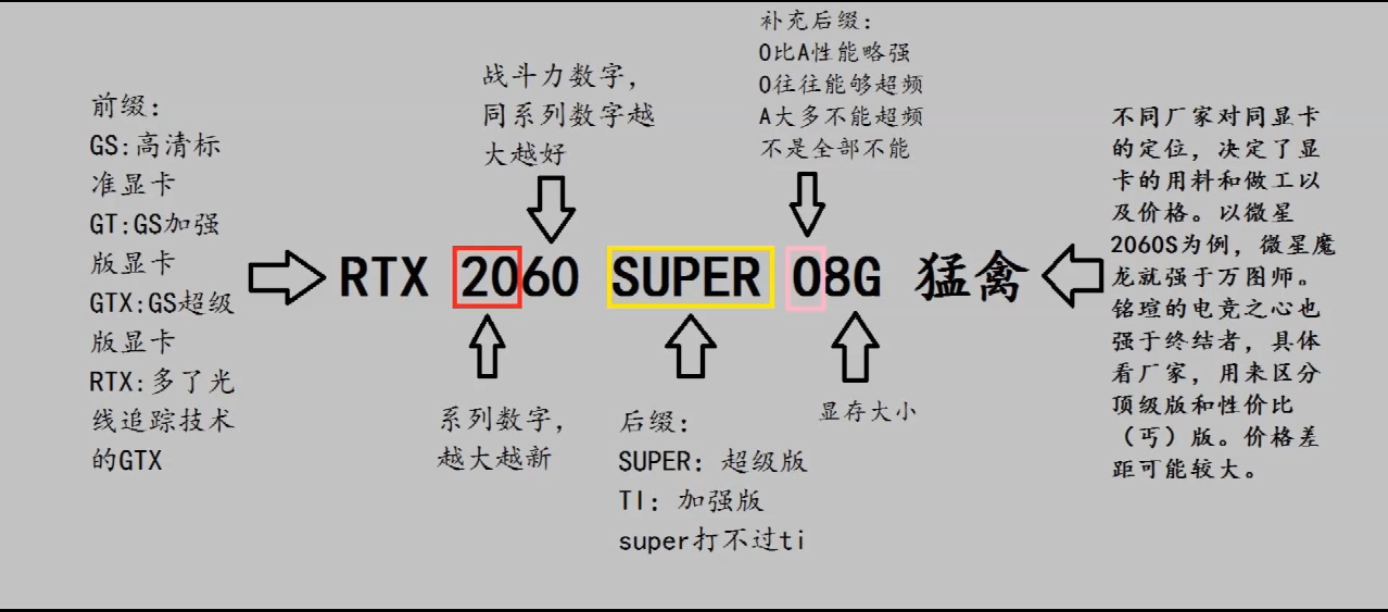 前缀：
GS:高清标
准显卡
GT:GS加强
版显卡
GTX:GS超级
版显卡
RTX:多了光
线追踪技术
的GTX
战斗力数字，
同系列数字越
大越好
补充后缀：
O比A性能略强
O往往能够超频
A大多不能超频
不是全部不能
RTX 2060 SUPER O8G 猛禽
系列数字，
越大越新
后缀：
SUPER：超级版
TI：加强版
super打不过ti
显存大小
不同厂家对同显卡
的定位，决定了显
卡的用料和做工以
及价格。以微星
2060S为例，微星魔
龙就强于万图师。
铭瑄的电竞之心也
强于终结者，具体
看厂家，用来区分
顶级版和性价比
（丐）版。价格差
距可能较大。